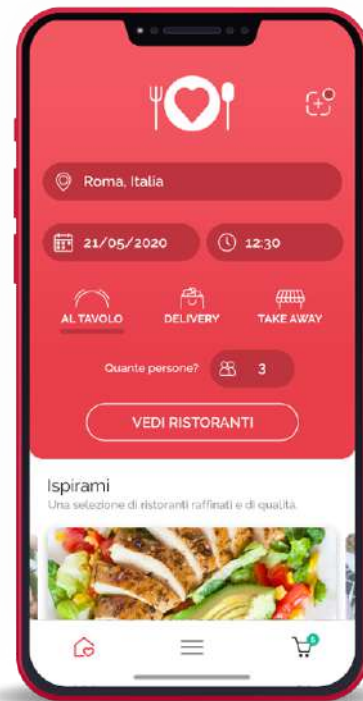 Roma, Italia
21/05/2020 12:30
AL TAVOLO DELIVERY TAKE AWAY
Quante persone? 3
VEDI RISTORANTI
Ispirami
Una selezione di ristoranti raffinati e di qualità.